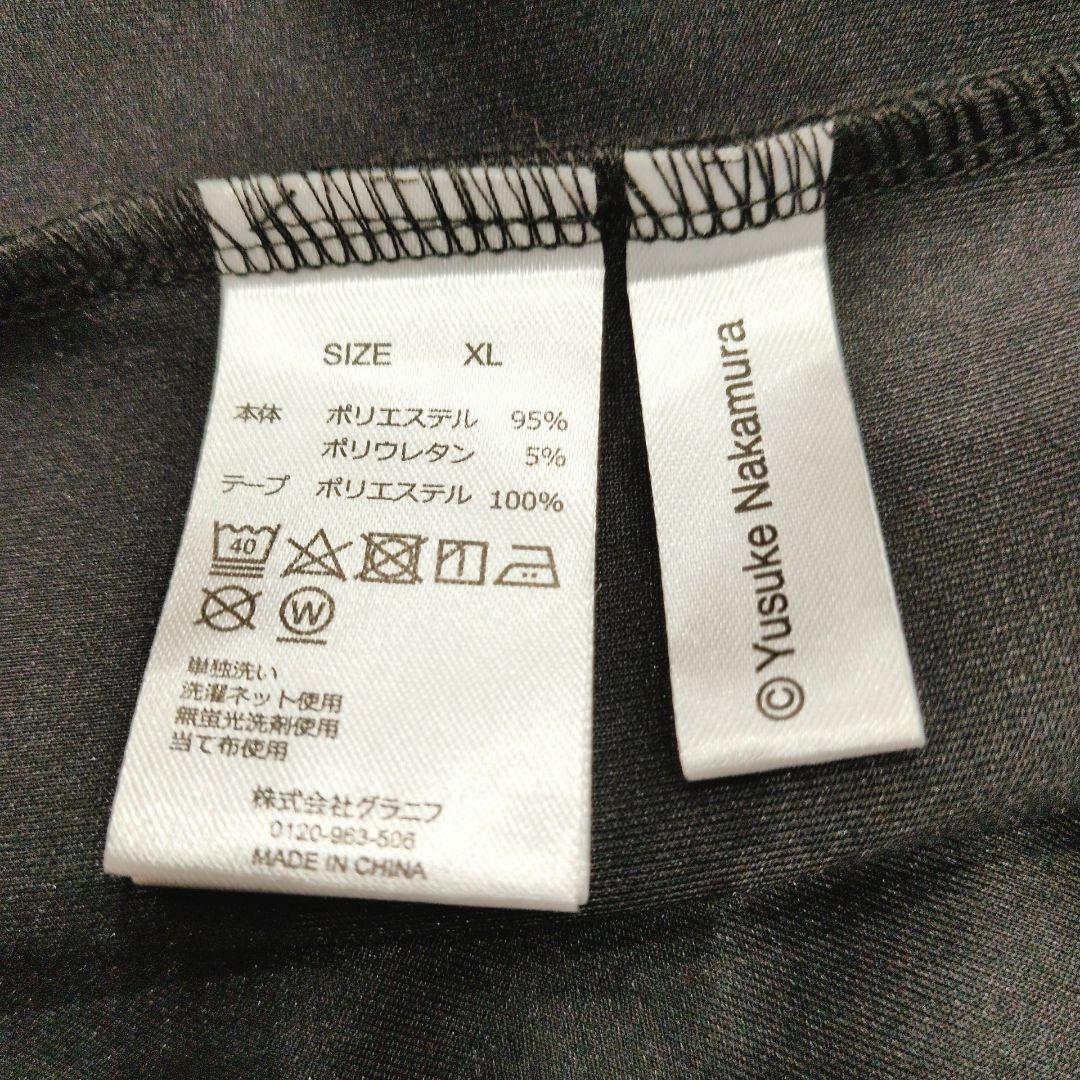 SIZE XL
本体 ポリエステル 95%
ポリウレタン 5%
テープ ポリエステル 100%
40
W
単独洗い
洗濯ネット使用
無蛍光洗剤使用
当て布使用
株式会社グラニフ
0120-963-506
MADE IN CHINA
©Yusuke Nakamura